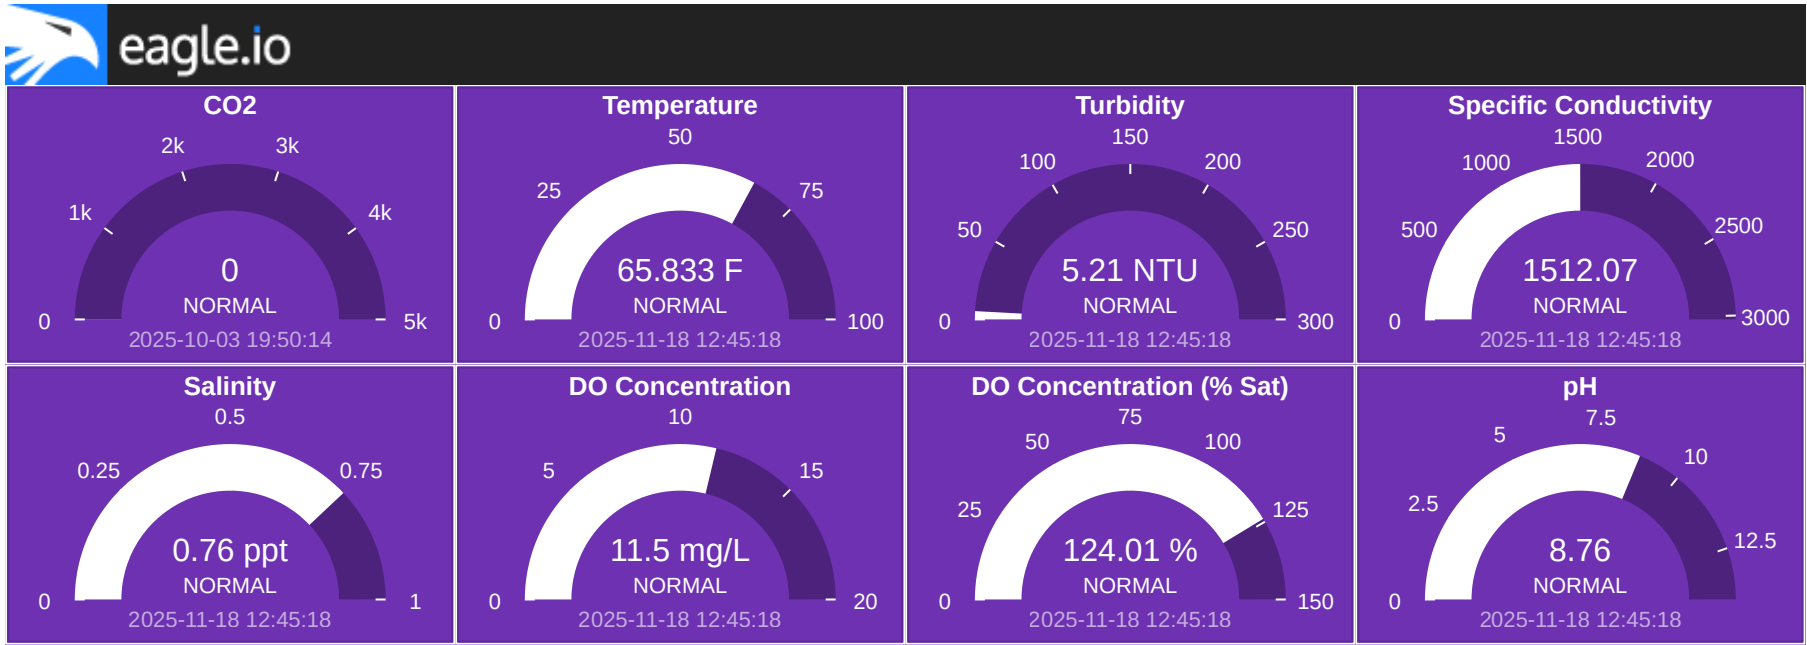 eagle.io
CO2
2k
3k
1k
4k
0
5k
0
NORMAL
2025-10-03 19:50:14
Temperature
50
25
75
0
100
65.833 F
NORMAL
2025-11-18 12:45:18
Turbidity
150
100
200
50
250
0
300
5.21 NTU
NORMAL
2025-11-18 12:45:18
Specific Conductivity
1500
1000
2000
500
2500
0
3000
1512.07
NORMAL
2025-11-18 12:45:18
Salinity
0.5
0.25
0.75
0
1
0.76 ppt
NORMAL
2025-11-18 12:45:18
DO Concentration
10
5
15
0
20
11.5 mg/L
NORMAL
2025-11-18 12:45:18
DO Concentration (% Sat)
75
50
100
25
125
0
150
124.01 %
NORMAL
2025-11-18 12:45:18
pH
7.5
5
10
2.5
12.5
0
8.76
NORMAL
2025-11-18 12:45:18